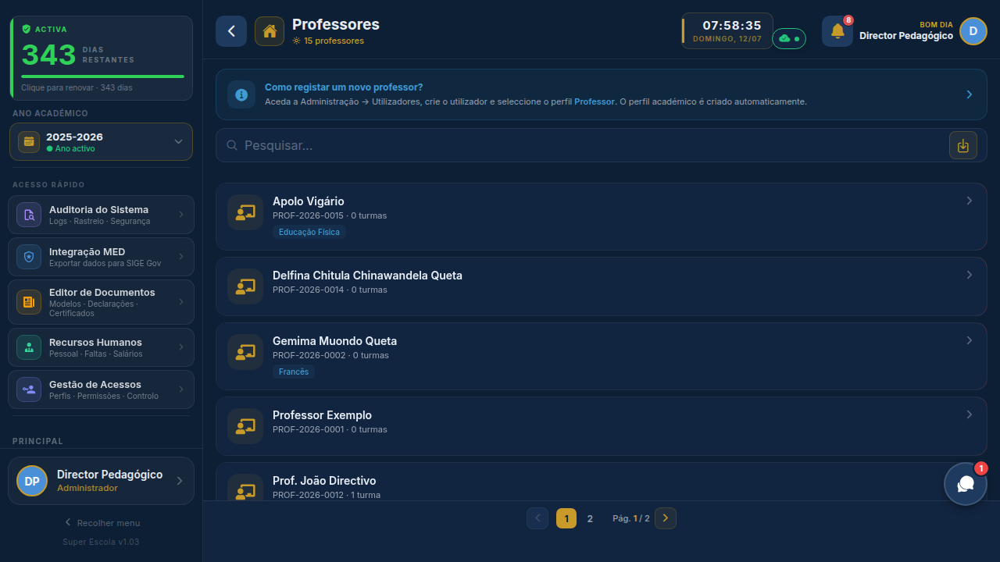 ACTIVA
343
DIAS
RESTANTES
Clique para renovar · 343 dias
ANO ACADÉMICO
2025-2026
Ano activo
ACESSO RÁPIDO
Auditoria do Sistema
Logs · Rastreio · Segurança
Integração MED
Exportar dados para SIGE Gov
Editor de Documentos
Modelos · Declarações ·
Certificados
Recursos Humanos
Pessoal · Faltas · Salários
Gestão de Acessos
Perfis · Permissões · Controlo
PRINCIPAL
DP
Director Pedagógico
Administrador
Recolher menu
Super Escola v1.03
Professores
15 professores
07:58:35
DOMINGO, 12/07
8
BOM DIA
Director Pedagógico
D
Como registar um novo professor?
Aceda a Administração → Utilizadores, crie o utilizador e seleccione o perfil Professor. O perfil académico é criado automaticamente.
Pesquisar...
Apolo Vigário
PROF-2026-0015 · 0 turmas
Educação Física
Delfina Chitula Chinawandela Queta
PROF-2026-0014 · 0 turmas
Gemima Muondo Queta
PROF-2026-0002 · 0 turmas
Francês
Professor Exemplo
PROF-2026-0001 · 0 turmas
Prof. João Directivo
PROF-2026-0012 · 1 turma
1
1
2
Pág. 1 / 2